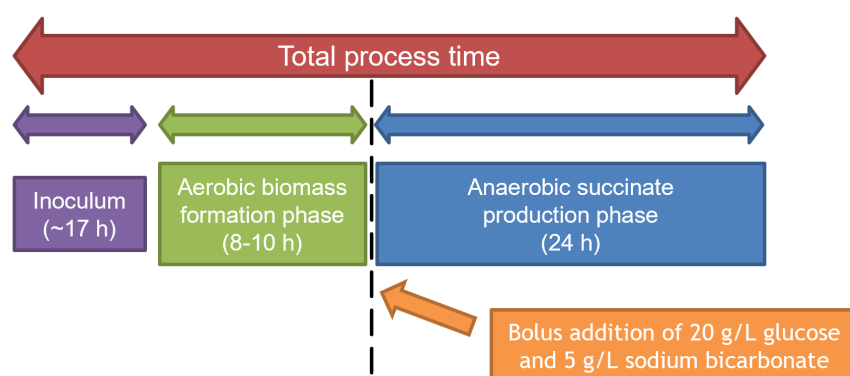 Total process time
Inoculum
(~17 h)
Aerobic biomass
formation phase
(8-10 h)
Anaerobic succinate
production phase
(24 h)
Bolus addition of 20 g/L glucose
and 5 g/L sodium bicarbonate